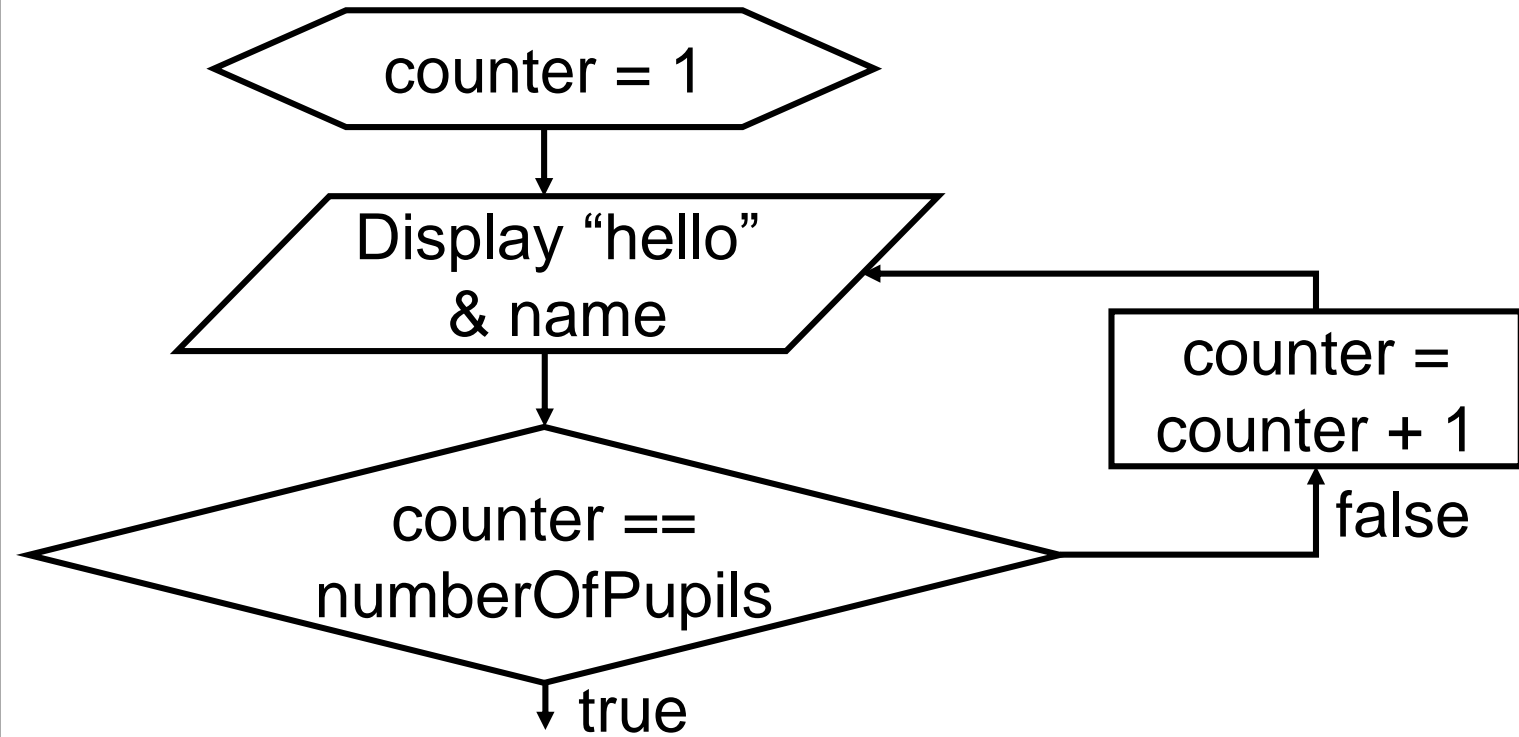 counter = 1
Display “hello”
& name
counter =
counter + 1
counter ==
numberOfPupils
false
true